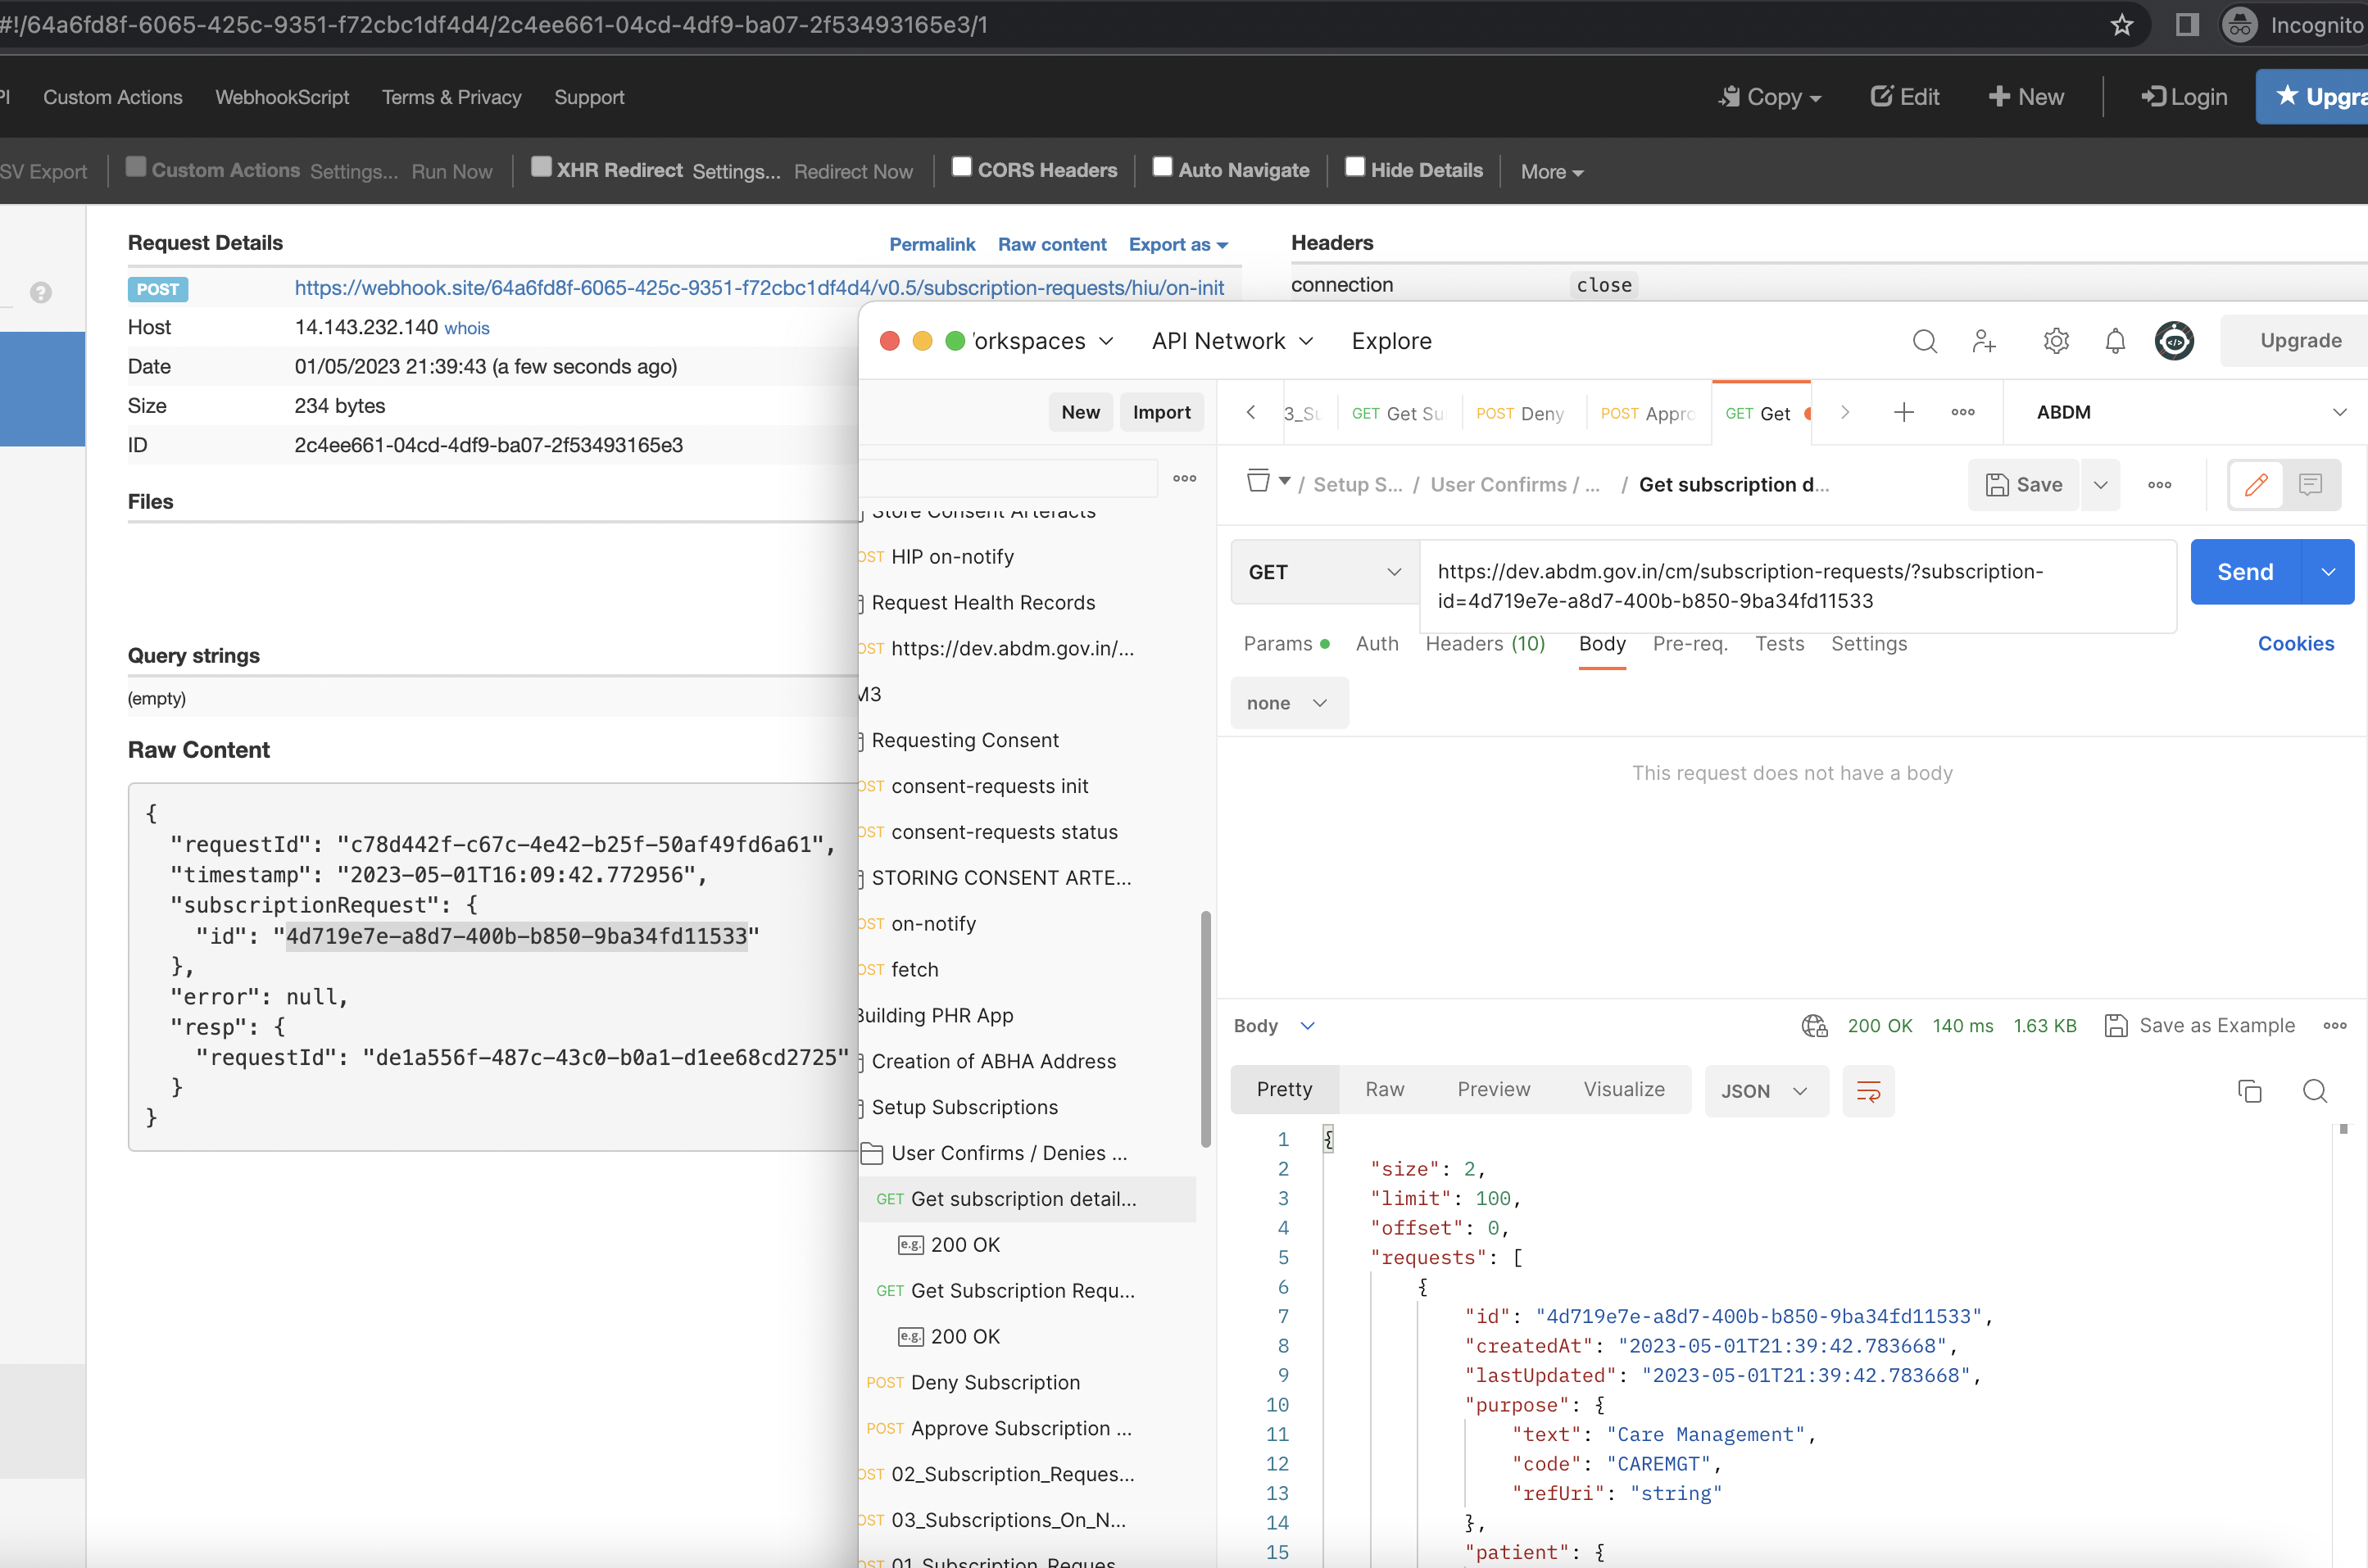 #!/64a6fd8f-6065-425c-9351-f72cbc1df4d4/2c4ee661-04cd-4df9-ba07-2f53493165e3/1
Incognito
Custom Actions WebhookScript Terms & Privacy Support Copy Edit New Login Upgra
SV Export Custom Actions Settings... Run Now XHR Redirect Settings... Redirect Now CORS Headers Auto Navigate Hide Details More
Request Details Permalink Raw content Export as
POST https://webhook.site/64a6fd8f-6065-425c-9351-f72cbc1df4d4/v0.5/subscription-requests/hiu/on-init
Host 14.143.232.140 whois
Date 01/05/2023 21:39:43 (a few seconds ago)
Size 234 bytes
ID 2c4ee661-04cd-4df9-ba07-2f53493165e3
Files
Query strings
(empty)
Raw Content
{
"requestId": "c78d442f-c67c-4e42-b25f-50af49fd6a61",
"timestamp": "2023-05-01T16:09:42.772956",
"subscriptionRequest": {
"id": "4d719e7e-a8d7-400b-b850-9ba34fd11533"
},
"error": null,
"resp": {
"requestId": "de1a556f-487c-43c0-b0a1-d1ee68cd2725"
}
}
Headers
connection close
orkspaces API Network Explore Upgrade
New Import
3_Su GET Get Su POST Deny POST Appro GET Get ABDM
/ Setup S... / User Confirms / ... / Get subscription d... Save
Store Consent Artefacts
OST HIP on-notify
Request Health Records
OST https://dev.abdm.gov.in/...
M3
Requesting Consent
OST consent-requests init
OST consent-requests status
STORING CONSENT ARTE...
OST on-notify
OST fetch
Building PHR App
Creation of ABHA Address
Setup Subscriptions
User Confirms / Denies ...
GET Get subscription detail...
e.g. 200 OK
GET Get Subscription Requ...
e.g. 200 OK
POST Deny Subscription
POST Approve Subscription ...
OST 02_Subscription_Reques...
OST 03_Subscriptions_On_N...
OST 01_Subscription_Reques
GET https://dev.abdm.gov.in/cm/subscription-requests/?subscription-
id=4d719e7e-a8d7-400b-b850-9ba34fd11533
Send
Params Auth Headers (10) Body Pre-req. Tests Settings Cookies
none
This request does not have a body
Body 200 OK 140 ms 1.63 KB Save as Example
Pretty Raw Preview Visualize JSON
1 {
2 "size": 2,
3 "limit": 100,
4 "offset": 0,
5 "requests": [
6 {
7 "id": "4d719e7e-a8d7-400b-b850-9ba34fd11533",
8 "createdAt": "2023-05-01T21:39:42.783668",
9 "lastUpdated": "2023-05-01T21:39:42.783668",
10 "purpose": {
11 "text": "Care Management",
12 "code": "CAREMGT",
13 "refUri": "string"
14 },
15 "patient": {